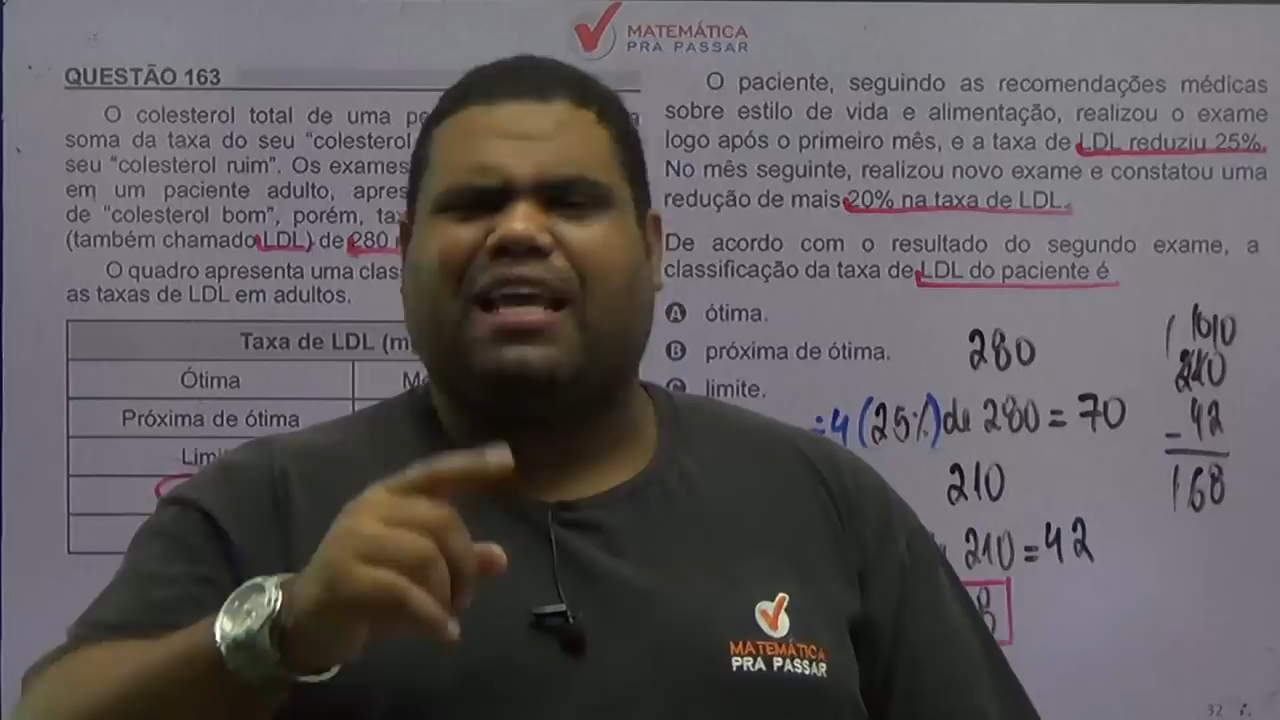 MATEMÁTICA
PRA PASSAR
QUESTÃO 163
O colesterol total de uma
soma da taxa do seu "colesterol
seu "colesterol ruim". Os exames
em um paciente adulto,
de "colesterol bom", porém,
(também chamado LDL) de 280
O quadro apresenta uma
as taxas de LDL em adultos.
Taxa de LDL
Ótima
Próxima de ótima
O paciente, seguindo as recomendações médicas
sobre estilo de vida e alimentação, realizou o exame
logo após o primeiro mês, e a taxa de LDL reduziu 25%.
No mês seguinte, realizou novo exame e constatou uma
redução de mais 20% na taxa de LDL.
De acordo com o resultado do segundo exame, a
classificação da taxa de LDL do paciente é
A ótima.
B próxima de ótima.
C limite.
280
:4 (25%) de 280 = 70
210
210 = 42
- 42
168
MATEMÁTICA
PRA PASSAR
32